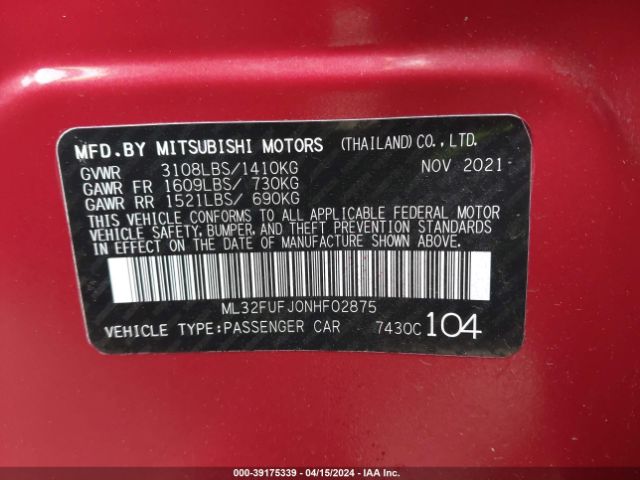 MFD.BY MITSUBISHI MOTORS (THAILAND) CO.,LTD.
GVWR 3108LBS/1410KG NOV 2021
GAWR FR 1609LBS/ 730KG
GAWR RR 1521LBS/ 690KG
THIS VEHICLE CONFORMS TO ALL APPLICABLE FEDERAL MOTOR
VEHICLE SAFETY, BUMPER, AND THEFT PREVENTION STANDARDS
IN EFFECT ON THE DATE OF MANUFACTURE SHOWN ABOVE.
ML32FUFJ0NHF02875
VEHICLE TYPE:PASSENGER CAR 7430C 104
000-39175339 - 04/15/2024 - IAA Inc.